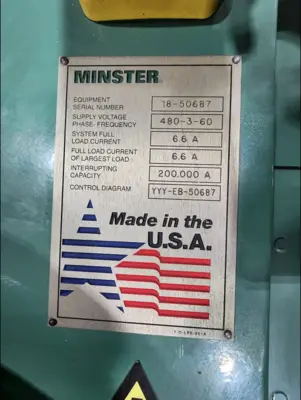 MINSTER
EQUIPMENT
SERIAL NUMBER 18-50687
SUPPLY VOLTAGE
PHASE- FREQUENCY 480-3-60
SYSTEM FULL
LOAD CURRENT 6.6 A
FULL LOAD CURRENT
OF LARGEST LOAD 6.6 A
INTERRUPTING
CAPACITY 200.000 A
CONTROL DIAGRAM YYY-EB-50687
Made in the
U.S.A.